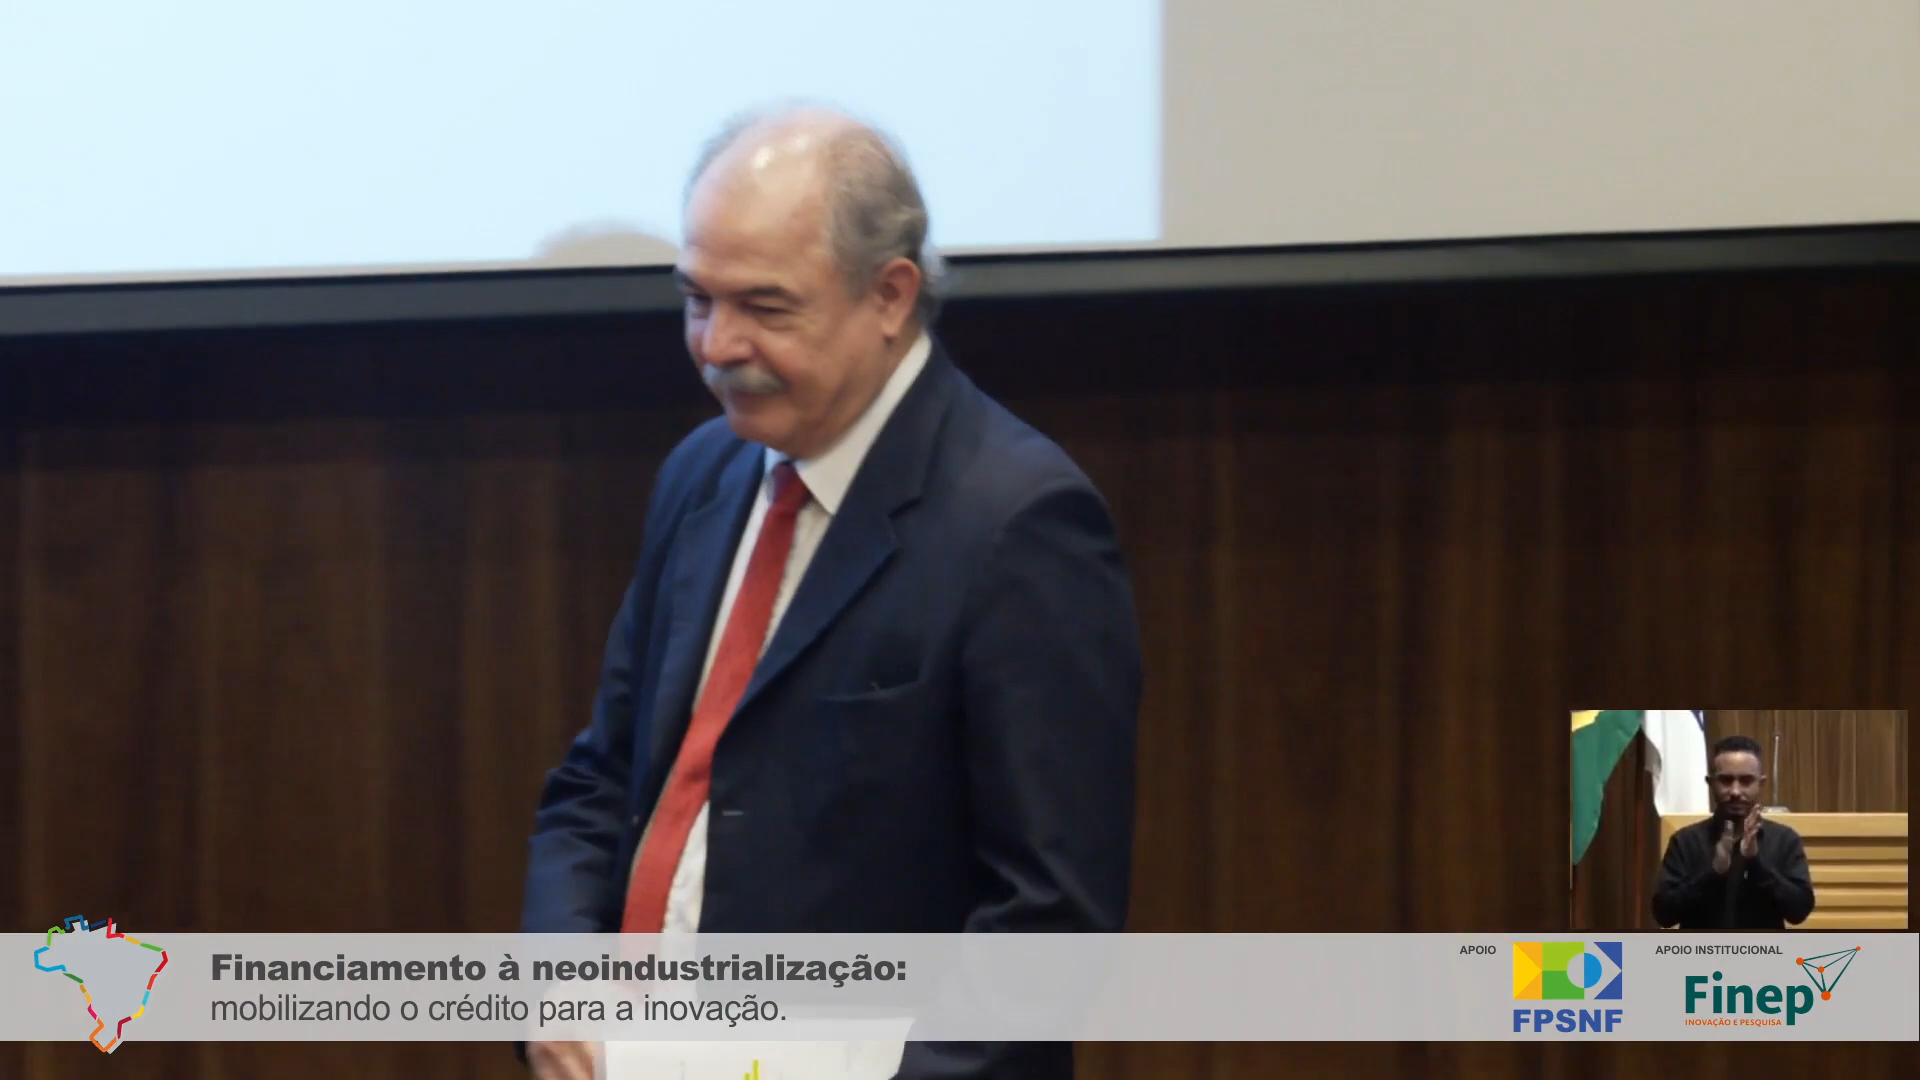 Financiamento à neoindustrialização:
mobilizando o crédito para a inovação.
APOIO
FPSNF
APOIO INSTITUCIONAL
Finep
INOVAÇÃO E PESQUISA